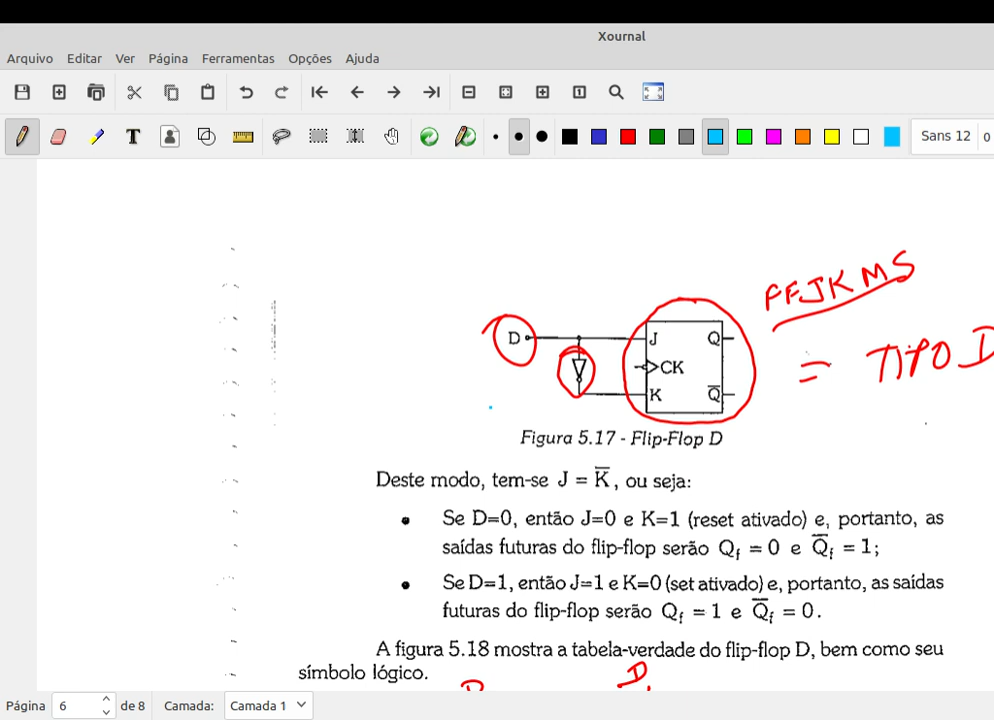 Xournal
Arquivo Editar Ver Página Ferramentas Opções Ajuda
T Sans 12 0
FFJKMS
= TIPO D
D J Q
CK
K Q̅
Figura 5.17 - Flip-Flop D
Deste modo, tem-se J = K̅, ou seja:
• Se D=0, então J=0 e K=1 (reset ativado) e, portanto, as
saídas futuras do flip-flop serão Qf = 0 e Q̅f = 1;
• Se D=1, então J=1 e K=0 (set ativado) e, portanto, as saídas
futuras do flip-flop serão Qf = 1 e Q̅f = 0.
A figura 5.18 mostra a tabela-verdade do flip-flop D, bem como seu
símbolo lógico.
D
Página 6 de 8 Camada: Camada 1